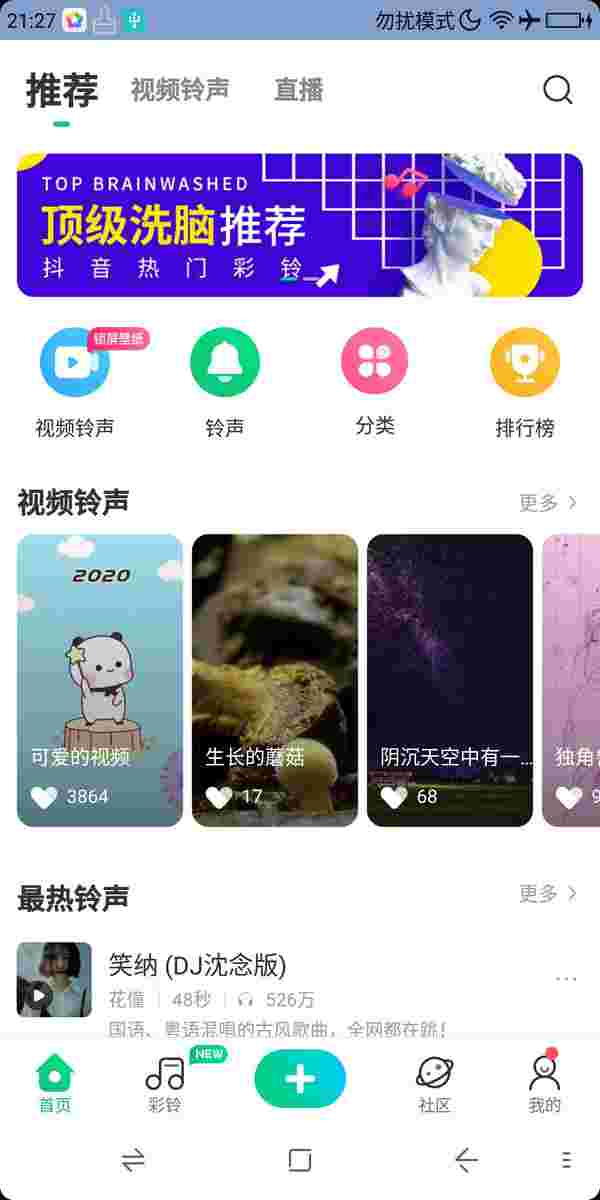 21:27
勿扰模式
推荐 视频铃声 直播
TOP BRAINWASHED
顶级洗脑推荐
抖音热门彩铃
锁屏壁纸
视频铃声 铃声 分类 排行榜
视频铃声 更多
2020
可爱的视频
3864
生长的蘑菇
17
阴沉天空中有一...
68
独角
9
最热铃声 更多
笑纳 (DJ沈念版)
花僮 48秒 526万
国语、粤语混唱的古风歌曲，全网都在跳！
NEW
首页 彩铃 社区 我的